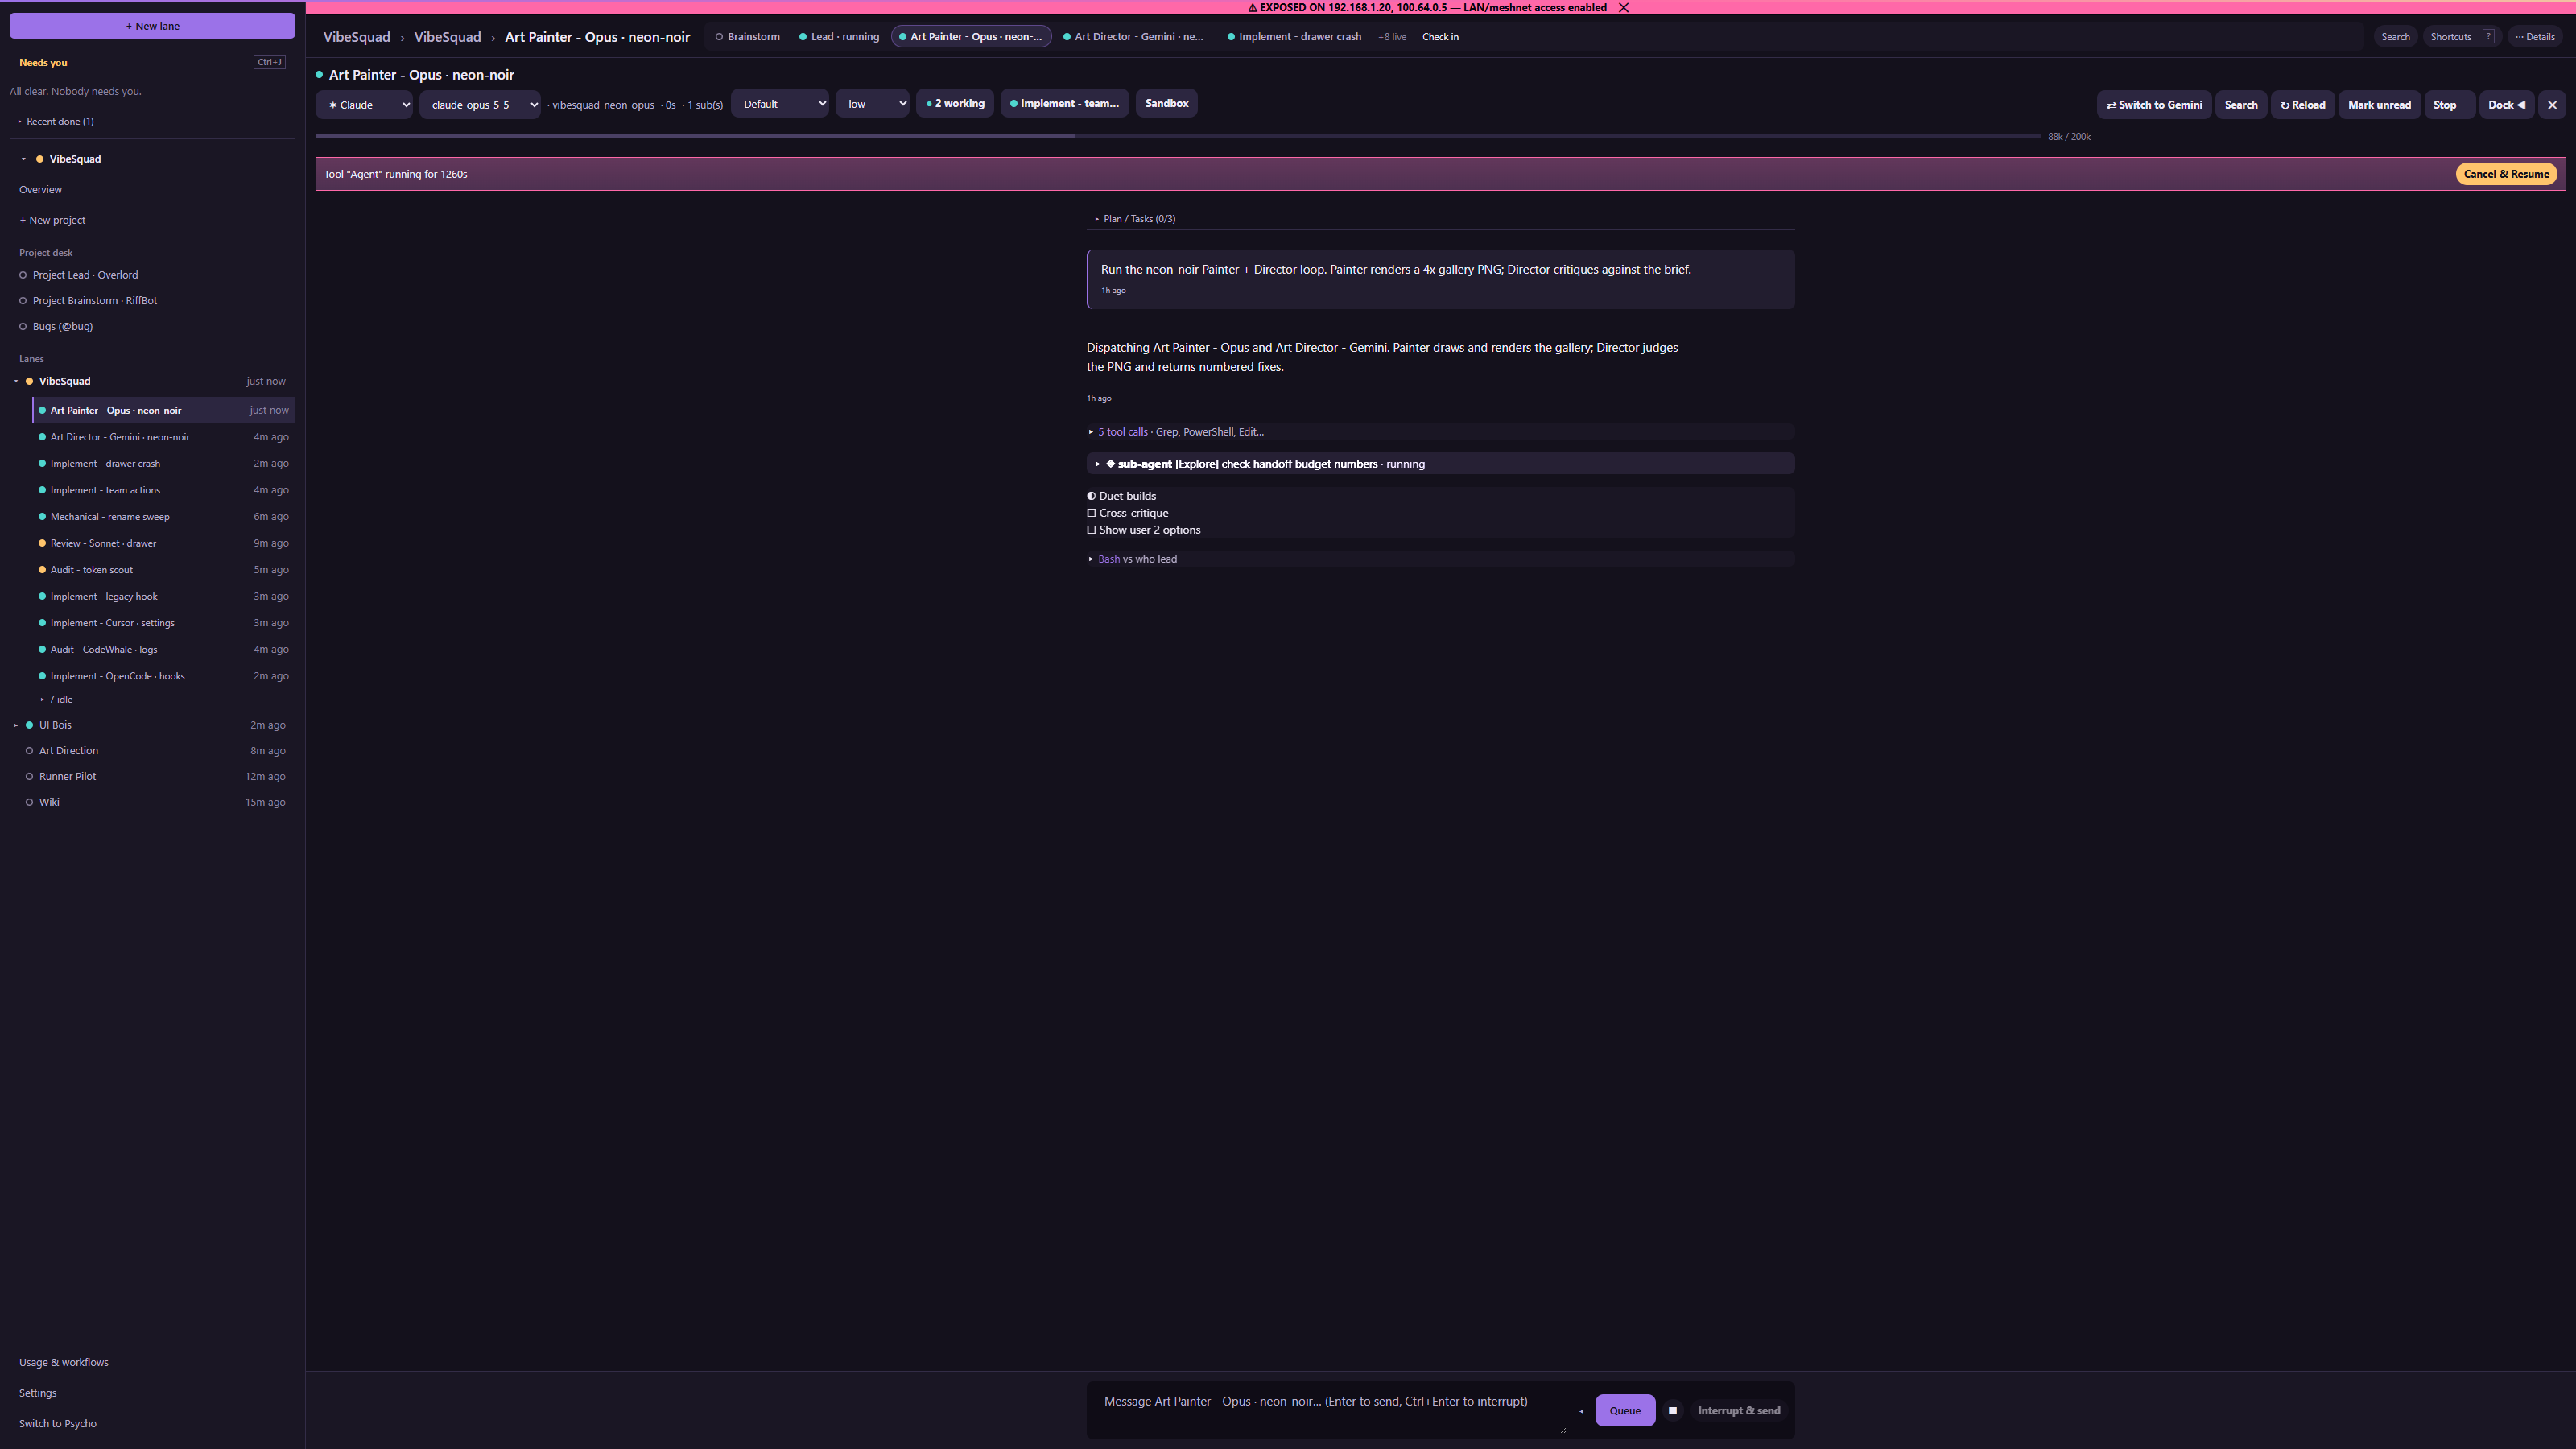 + New lane
Needs you Ctrl+J
All clear. Nobody needs you.
▸ Recent done (1)
▾ VibeSquad
Overview
+ New project
Project desk
Project Lead · Overlord
Project Brainstorm · RiffBot
Bugs (@bug)
Lanes
▾ VibeSquad just now
Art Painter - Opus · neon-noir just now
Art Director - Gemini · neon-noir 4m ago
Implement - drawer crash 2m ago
Implement - team actions 4m ago
Mechanical - rename sweep 6m ago
Review - Sonnet · drawer 9m ago
Audit - token scout 5m ago
Implement - legacy hook 3m ago
Implement - Cursor · settings 3m ago
Audit - CodeWhale · logs 4m ago
Implement - OpenCode · hooks 2m ago
▸ 7 idle
▸ UI Bois 2m ago
Art Direction 8m ago
Runner Pilot 12m ago
Wiki 15m ago
Usage & workflows
Settings
Switch to Psycho
⚠ EXPOSED ON 192.168.1.20, 100.64.0.5 — LAN/meshnet access enabled ✕
VibeSquad › VibeSquad › Art Painter - Opus · neon-noir Brainstorm Lead · running Art Painter - Opus · neon-... Art Director - Gemini · ne... Implement - drawer crash +8 live Check in Search Shortcuts ? ··· Details
Art Painter - Opus · neon-noir
✶ Claude claude-opus-5-5 · vibesquad-neon-opus · 0s · 1 sub(s) Default low ● 2 working Implement - team... Sandbox ⇄ Switch to Gemini Search ↻ Reload Mark unread Stop Dock ◀ ✕
88k / 200k
Tool "Agent" running for 1260s Cancel & Resume
▸ Plan / Tasks (0/3)
Run the neon-noir Painter + Director loop. Painter renders a 4x gallery PNG; Director critiques against the brief.
1h ago
Dispatching Art Painter - Opus and Art Director - Gemini. Painter draws and renders the gallery; Director judges
the PNG and returns numbered fixes.
1h ago
▸ 5 tool calls · Grep, PowerShell, Edit...
▸ ◆ sub-agent [Explore] check handoff budget numbers · running
◐ Duet builds
☐ Cross-critique
☐ Show user 2 options
▸ Bash vs who lead
Message Art Painter - Opus · neon-noir... (Enter to send, Ctrl+Enter to interrupt) ◂ Queue ■ Interrupt & send